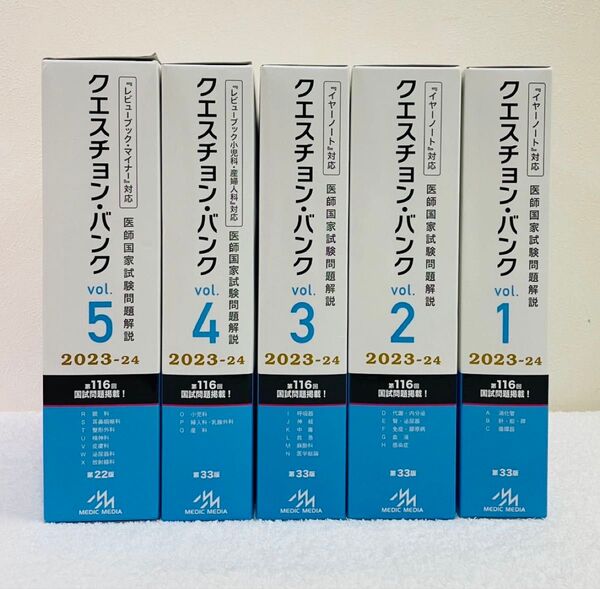 『レビューブック・マイナー』対応
クエスチョン・バンク
医師国家試験問題解説
vol.
5
2023-24
第116回
国試問題掲載!
R 眼科
S 耳鼻咽喉科
T 整形外科
U 精神科
V 皮膚科
W 泌尿器科
X 放射線科
第22版
MEDIC MEDIA
『レビューブック小児科・産婦人科』対応
クエスチョン・バンク
医師国家試験問題解説
vol.
4
2023-24
第116回
国試問題掲載!
O 小児科
P 婦人科・乳腺外科
Q 産科
第33版
MEDIC MEDIA
『イヤーノート』対応
クエスチョン・バンク
医師国家試験問題解説
vol.
3
2023-24
第116回
国試問題掲載!
I 呼吸器
J 神経
K 中毒
L 救急
M 麻酔科
N 医学総論
第33版
MEDIC MEDIA
『イヤーノート』対応
クエスチョン・バンク
医師国家試験問題解説
vol.
2
2023-24
第116回
国試問題掲載!
D 代謝・内分泌
E 腎・泌尿器
F 免疫・膠原病
G 血液
H 感染症
第33版
MEDIC MEDIA
『イヤーノート』対応
クエスチョン・バンク
医師国家試験問題解説
vol.
1
2023-24
第116回
国試問題掲載!
A 消化管
B 肝・胆・膵
C 循環器
第33版
MEDIC MEDIA